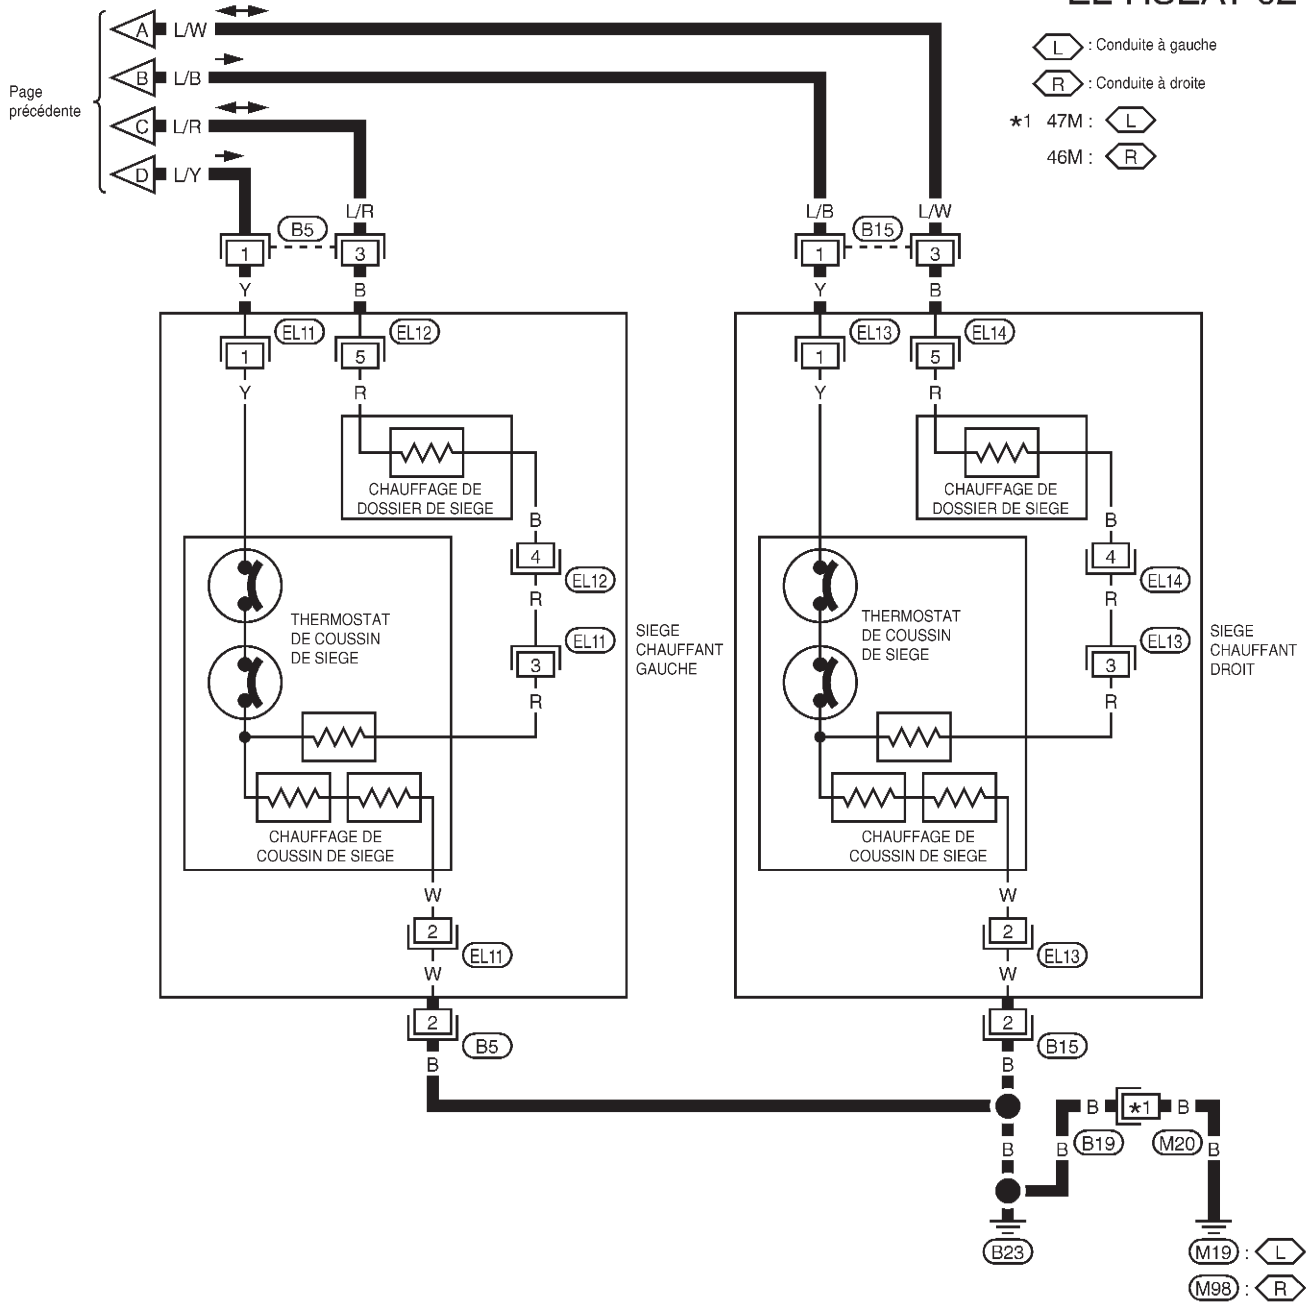 A L/W
L : Conduite à gauche
B L/B
R : Conduite à droite
Page
précédente
C L/R
*1 47M : L
46M : R
D L/Y
L/R
L/B
L/W
B5
B15
1
3
1
3
Y
B
Y
B
EL11
EL12
EL13
EL14
1
5
1
5
Y
R
Y
R
CHAUFFAGE DE
DOSSIER DE SIEGE
CHAUFFAGE DE
DOSSIER DE SIEGE
B
B
4
4
EL12
EL14
R
R
THERMOSTAT
DE COUSSIN
DE SIEGE
EL11
SIEGE
CHAUFFANT
GAUCHE
THERMOSTAT
DE COUSSIN
DE SIEGE
EL13
SIEGE
CHAUFFANT
DROIT
3
3
R
R
CHAUFFAGE DE
COUSSIN DE SIEGE
CHAUFFAGE DE
COUSSIN DE SIEGE
W
W
2
2
EL11
EL13
W
W
2
2
B5
B15
B
B
B *1 B
B
B
B19
M20
B
B23
M19 : L
M98 : R